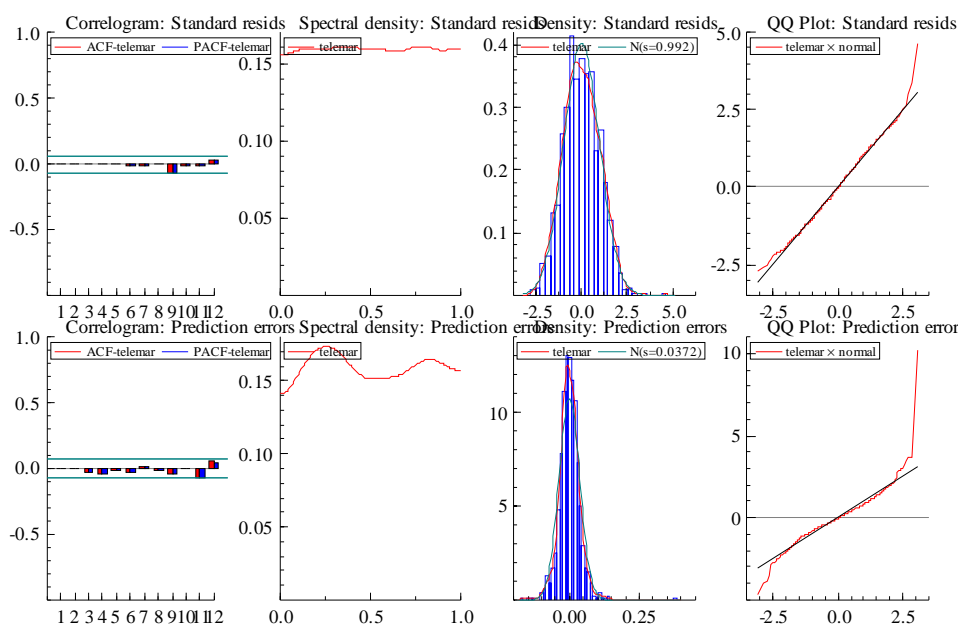 Correlogram: Standard resids
ACF-telemar PACF-telemar
1.0
0.5
0.0
-0.5
1 2 3 4 5 6 7 8 9 10 11 12
Spectral density: Standard resids
telemar
0.15
0.10
0.05
0.0 0.5 1.0
Density: Standard resids
telemar N(s=0.992)
0.4
0.3
0.2
0.1
-2.5 0.0 2.5 5.0
QQ Plot: Standard resids
telemar × normal
5.0
2.5
0.0
-2.5
-2.5 0.0 2.5
Correlogram: Prediction errors
ACF-telemar PACF-telemar
1.0
0.5
0.0
-0.5
1 2 3 4 5 6 7 8 9 10 11 12
Spectral density: Prediction errors
telemar
0.15
0.10
0.05
0.0 0.5 1.0
Density: Prediction errors
telemar N(s=0.0372)
10
5
0.00 0.25
QQ Plot: Prediction error
telemar × normal
10
5
0
-2.5 0.0 2.5